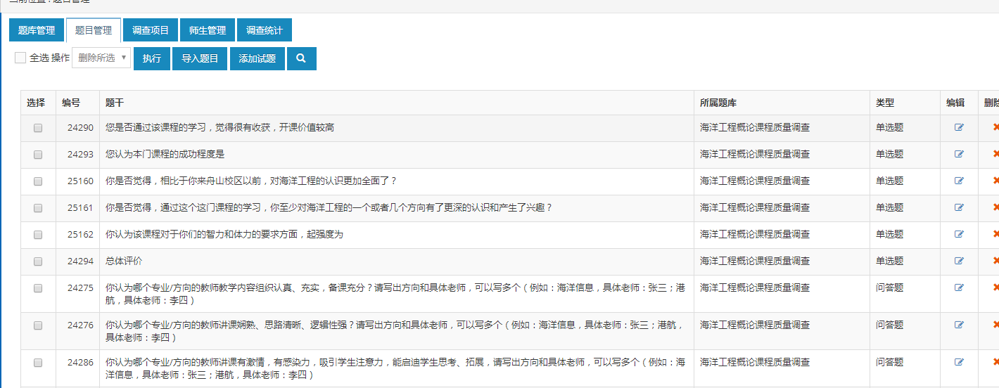 当前位置：题目管理
题库管理 题目管理 调查项目 师生管理 调查统计
全选 操作 删除所选 执行 导入题目 添加试题
选择 编号 题干 所属题库 类型 编辑 删除
24290 您是否通过该课程的学习，觉得很有收获，开课价值较高 海洋工程概论课程质量调查 单选题
24293 您认为本门课程的成功程度是 海洋工程概论课程质量调查 单选题
25160 你是否觉得，相比于你来舟山校区以前，对海洋工程的认识更加全面了？ 海洋工程概论课程质量调查 单选题
25161 你是否觉得，通过这个这门课程的学习，你至少对海洋工程的一个或者几个方向有了更深的认识和产生了兴趣？ 海洋工程概论课程质量调查 单选题
25162 你认为该课程对于你们的智力和体力的要求方面，起强度为 海洋工程概论课程质量调查 单选题
24294 总体评价 海洋工程概论课程质量调查 单选题
24275 你认为哪个专业/方向的教师教学内容组织认真、充实，备课充分？请写出方向和具体老师，可以写多个（例如：海洋信息，具体老师：张三；港 海洋工程概论课程质量调查 问答题
航，具体老师：李四）
24276 你认为哪个专业/方向的教师讲课娴熟、思路清晰、逻辑性强？请写出方向和具体老师，可以写多个（例如：海洋信息，具体老师：张三；港航， 海洋工程概论课程质量调查 问答题
具体老师：李四）
24286 你认为哪个专业/方向的教师讲课有激情，有感染力，吸引学生注意力，能启迪学生思考、拓展，请写出方向和具体老师，可以写多个（例如：海 海洋工程概论课程质量调查 问答题
洋信息，具体老师：张三；港航，具体老师：李四）